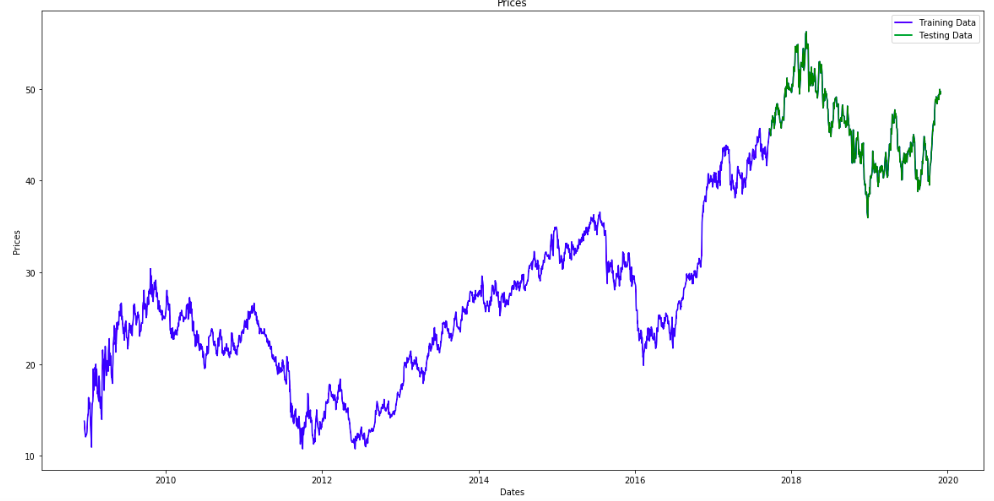 Prices
Training Data
Testing Data
50
40
30
20
10
Prices
2010 2012 2014 2016 2018 2020
Dates